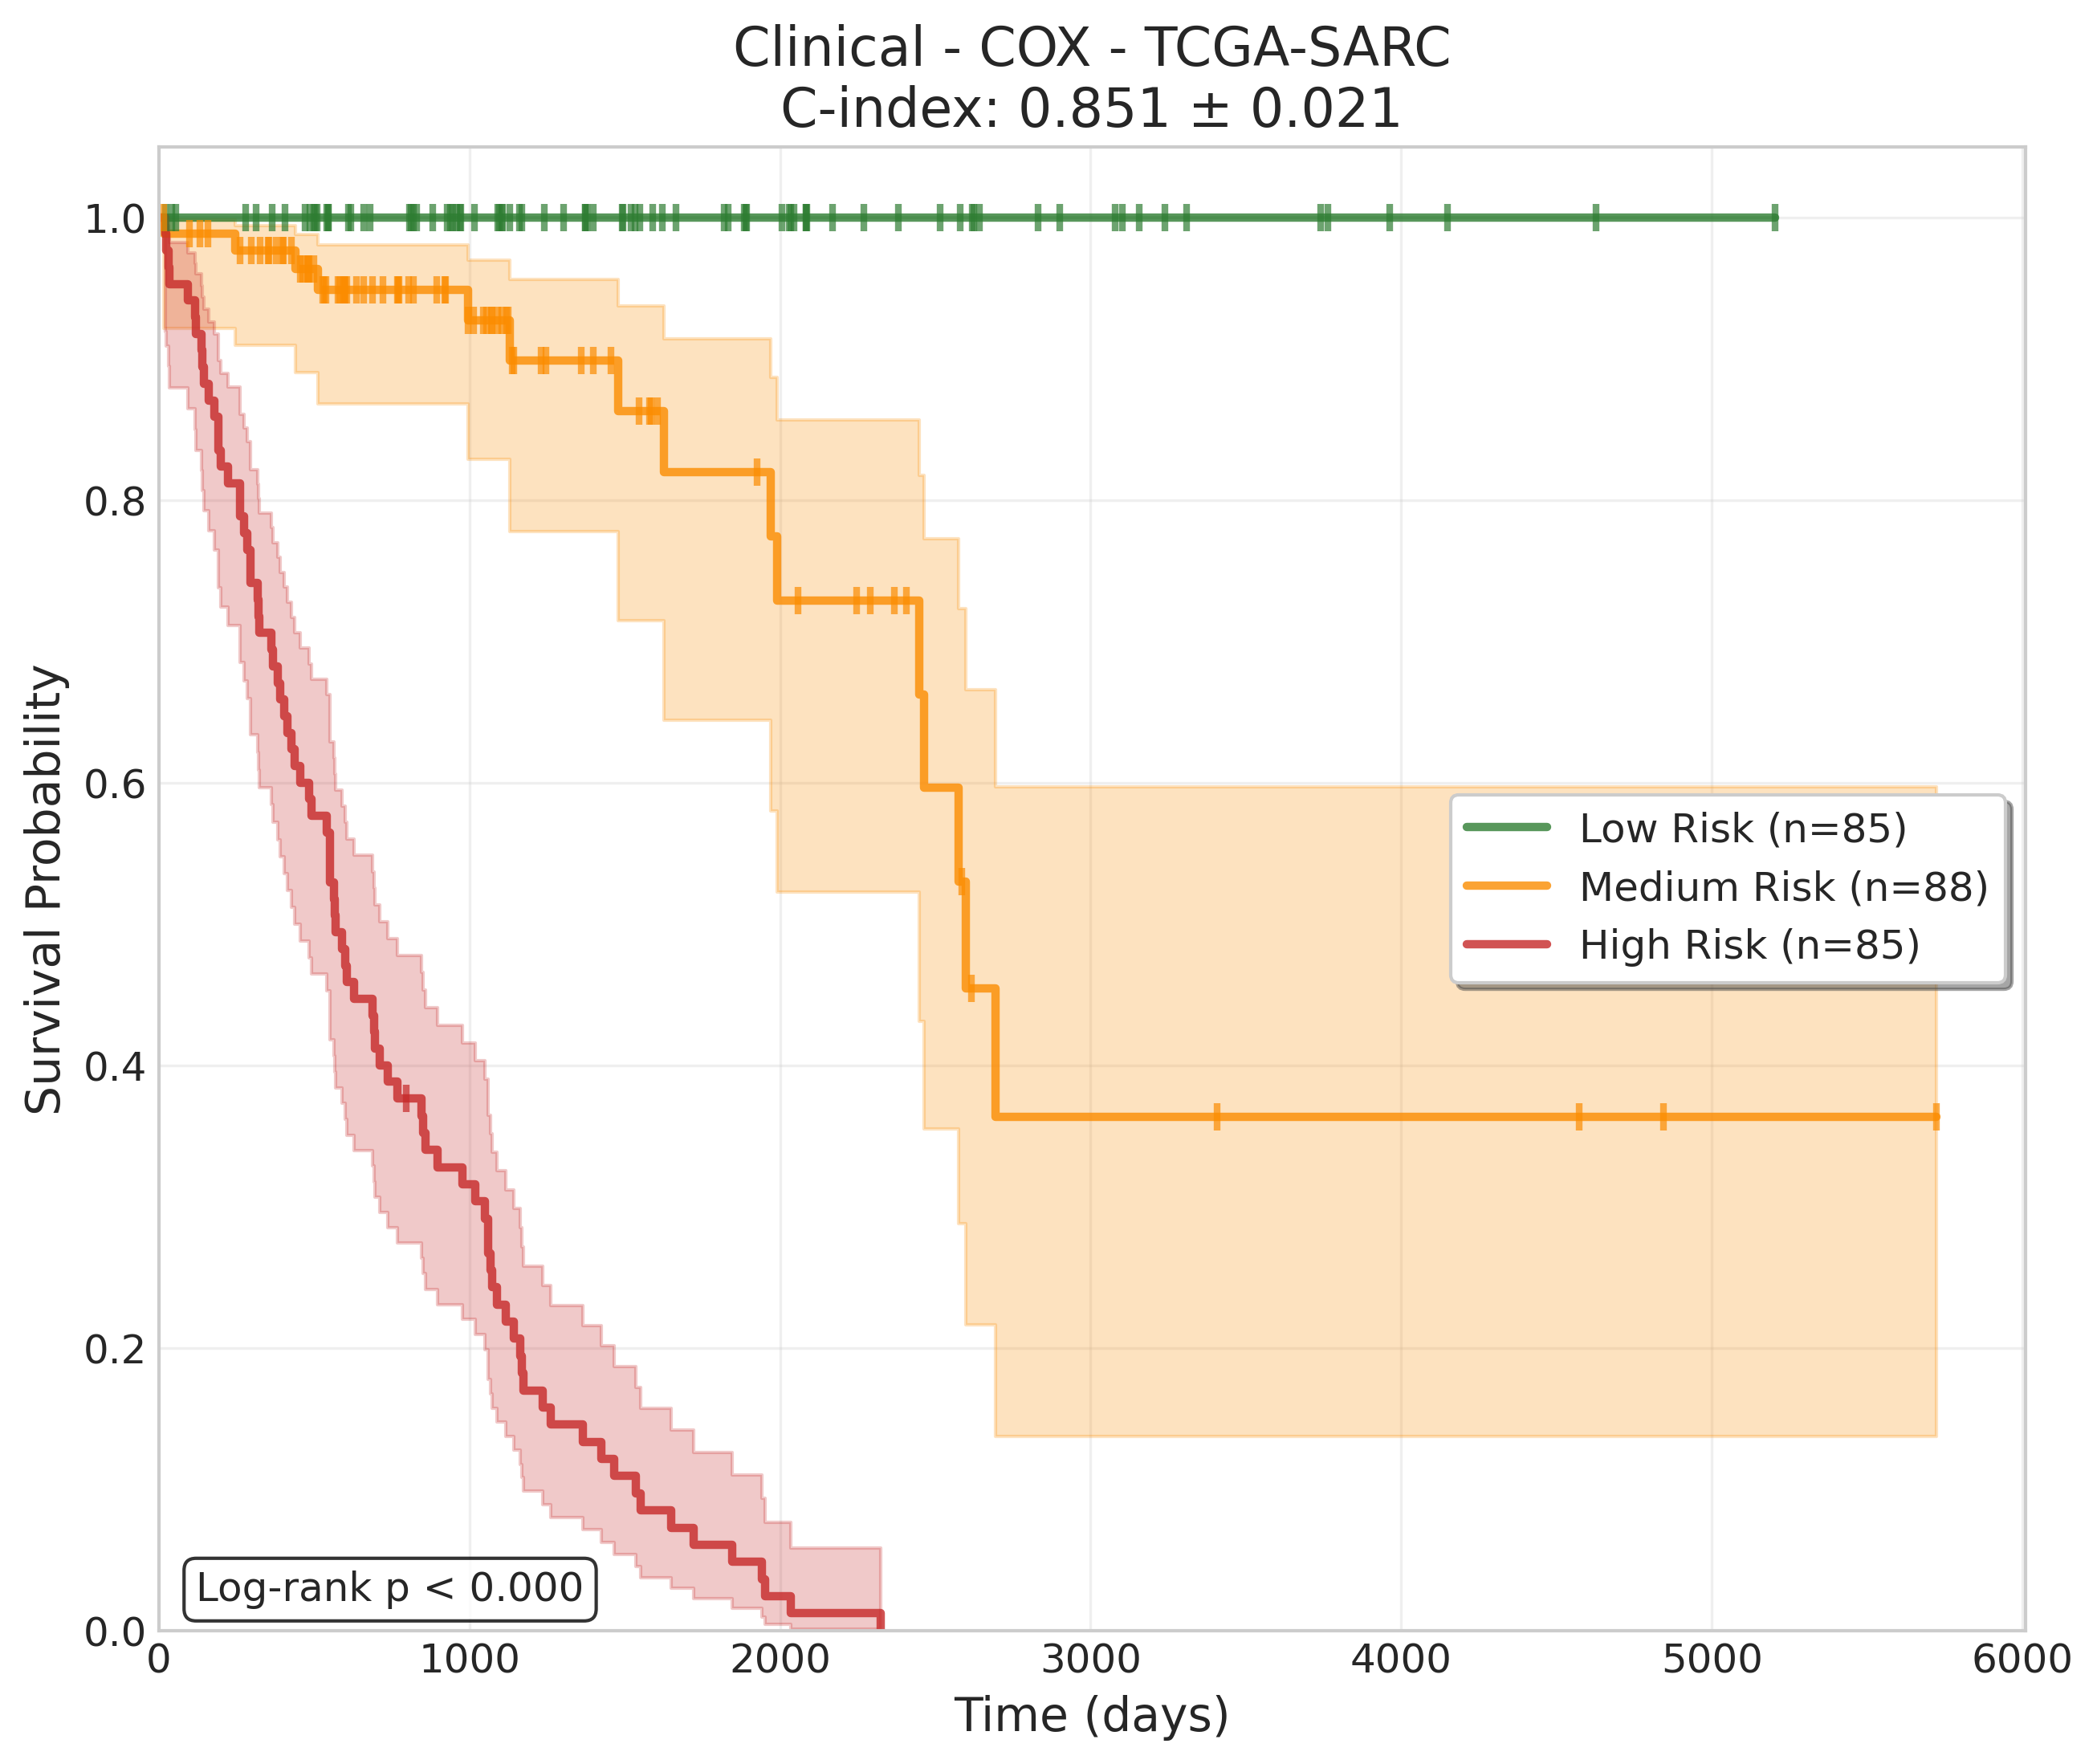 Clinical - COX - TCGA-SARC
C-index: 0.851 ± 0.021
Survival Probability
1.0
0.8
0.6
0.4
0.2
0.0
Low Risk (n=85)
Medium Risk (n=88)
High Risk (n=85)
Log-rank p < 0.000
0 1000 2000 3000 4000 5000 6000
Time (days)